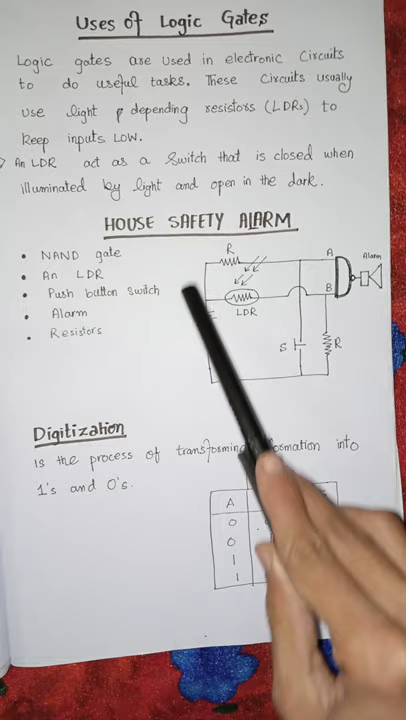 Uses of Logic Gates
Logic gates are used in electronic circuits
to do useful tasks. These circuits usually
use light depending resistors (LDRs) to
keep inputs LOW.
An LDR act as a switch that is closed when
illuminated by light and open in the dark.
HOUSE SAFETY ALARM
• NAND gate
• An LDR
• Push button switch
• Alarm
• Resistors
R
A
Alarm
B
LDR
S
R
Digitization
is the process of transforming information into
1's and 0's.
A
0
0
1
1